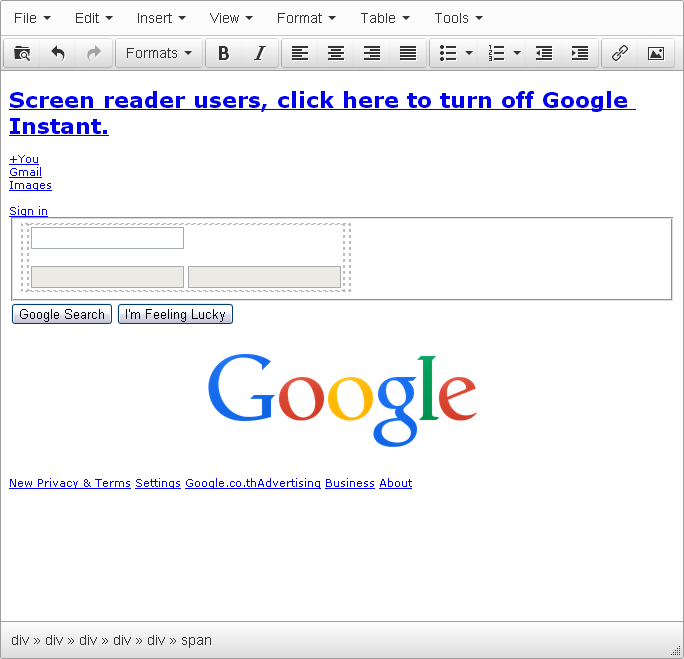 File Edit Insert View Format Table Tools
Formats B I
Screen reader users, click here to turn off Google
Instant.
+You
Gmail
Images
Sign in
Google Search I'm Feeling Lucky
Google
New Privacy & Terms Settings Google.co.thAdvertising Business About
div » div » div » div » div » span